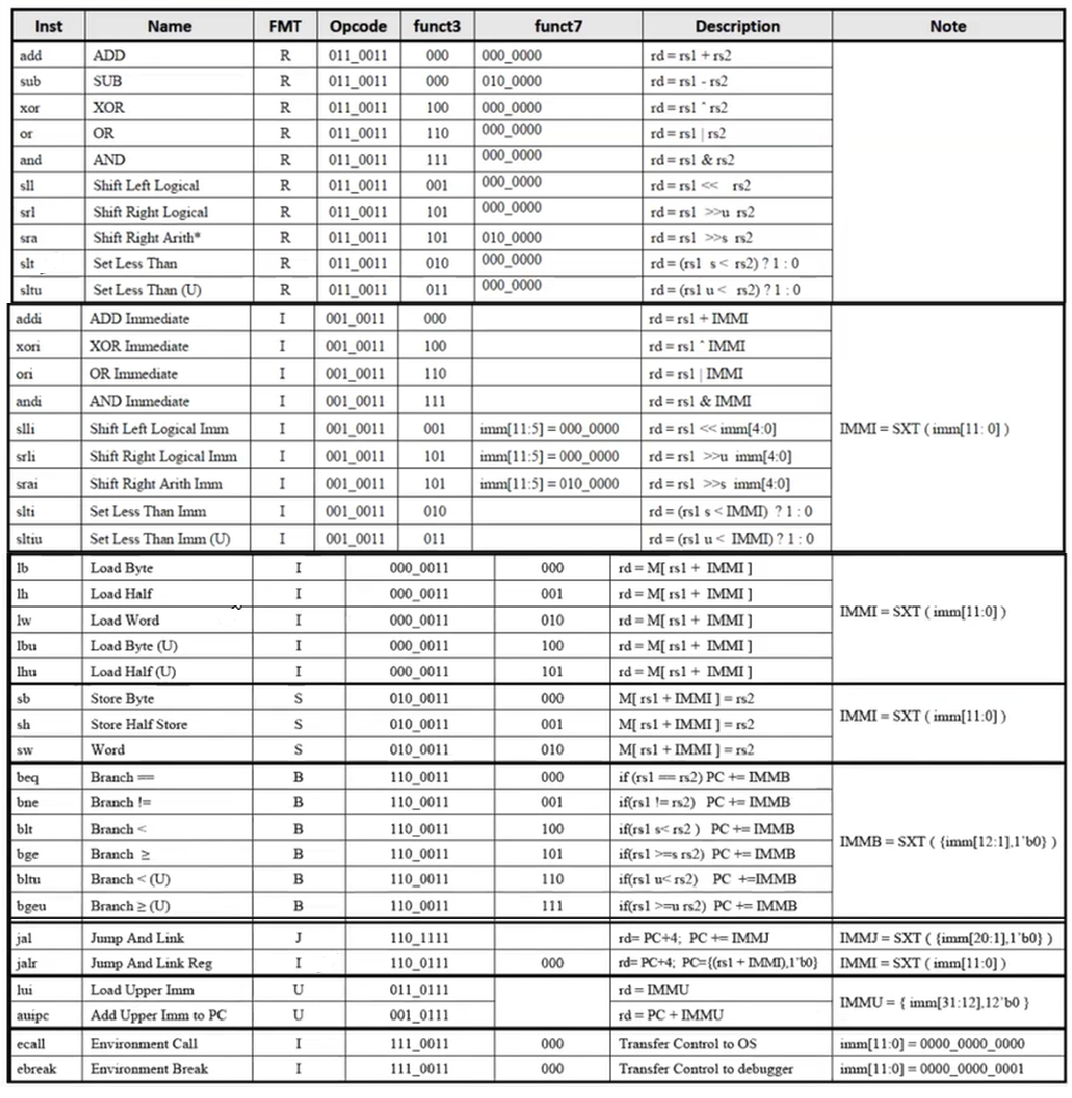 Inst Name FMT Opcode funct3 funct7 Description Note
add ADD R 011_0011 000 000_0000 rd = rs1 + rs2
sub SUB R 011_0011 000 010_0000 rd = rs1 - rs2
xor XOR R 011_0011 100 000_0000 rd = rs1 ^ rs2
or OR R 011_0011 110 000_0000 rd = rs1 | rs2
and AND R 011_0011 111 000_0000 rd = rs1 & rs2
sll Shift Left Logical R 011_0011 001 000_0000 rd = rs1 << rs2
srl Shift Right Logical R 011_0011 101 000_0000 rd = rs1 >>u rs2
sra Shift Right Arith* R 011_0011 101 010_0000 rd = rs1 >>s rs2
slt Set Less Than R 011_0011 010 000_0000 rd = (rs1 s < rs2) ? 1 : 0
sltu Set Less Than (U) R 011_0011 011 000_0000 rd = (rs1 u < rs2) ? 1 : 0
addi ADD Immediate I 001_0011 000 rd = rs1 + IMMI
xori XOR Immediate I 001_0011 100 rd = rs1 ^ IMMI
ori OR Immediate I 001_0011 110 rd = rs1 | IMMI
andi AND Immediate I 001_0011 111 rd = rs1 & IMMI
slli Shift Left Logical Imm I 001_0011 001 imm[11:5] = 000_0000 rd = rs1 << imm[4:0] IMMI = SXT ( imm[11: 0] )
srli Shift Right Logical Imm I 001_0011 101 imm[11:5] = 000_0000 rd = rs1 >>u imm[4:0]
srai Shift Right Arith Imm I 001_0011 101 imm[11:5] = 010_0000 rd = rs1 >>s imm[4:0]
slti Set Less Than Imm I 001_0011 010 rd = (rs1 s < IMMI) ? 1 : 0
sltiu Set Less Than Imm (U) I 001_0011 011 rd = (rs1 u < IMMI) ? 1 : 0
lb Load Byte I 000_0011 000 rd = M[ rs1 + IMMI ]
lh Load Half I 000_0011 001 rd = M[ rs1 + IMMI ]
IMMI = SXT ( imm[11:0] )
lw Load Word I 000_0011 010 rd = M[ rs1 + IMMI ]
lbu Load Byte (U) I 000_0011 100 rd = M[ rs1 + IMMI ]
lhu Load Half (U) I 000_0011 101 rd = M[ rs1 + IMMI ]
sb Store Byte S 010_0011 000 M[ rs1 + IMMI ] = rs2
IMMI = SXT ( imm[11:0] )
sh Store Half Store S 010_0011 001 M[ rs1 + IMMI ] = rs2
sw Word S 010_0011 010 M[ rs1 + IMMI ] = rs2
beq Branch == B 110_0011 000 if (rs1 == rs2) PC += IMMB
bne Branch != B 110_0011 001 if(rs1 != rs2) PC += IMMB
blt Branch < B 110_0011 100 if(rs1 s< rs2 ) PC += IMMB
IMMB = SXT ( {imm[12:1],1'b0} )
bge Branch ≥ B 110_0011 101 if(rs1 >=s rs2) PC += IMMB
bltu Branch < (U) B 110_0011 110 if(rs1 u< rs2) PC +=IMMB
bgeu Branch ≥ (U) B 110_0011 111 if(rs1 >=u rs2) PC += IMMB
jal Jump And Link J 110_1111 rd= PC+4; PC += IMMJ IMMJ = SXT ( {imm[20:1],1'b0} )
jalr Jump And Link Reg I 110_0111 000 rd= PC+4; PC={(rs1 + IMMI),1'b0} IMMI = SXT ( imm[11:0] )
lui Load Upper Imm U 011_0111 rd = IMMU
IMMU = { imm[31:12],12'b0 }
auipc Add Upper Imm to PC U 001_0111 rd = PC + IMMU
ecall Environment Call I 111_0011 000 Transfer Control to OS imm[11:0] = 0000_0000_0000
ebreak Environment Break I 111_0011 000 Transfer Control to debugger imm[11:0] = 0000_0000_0001